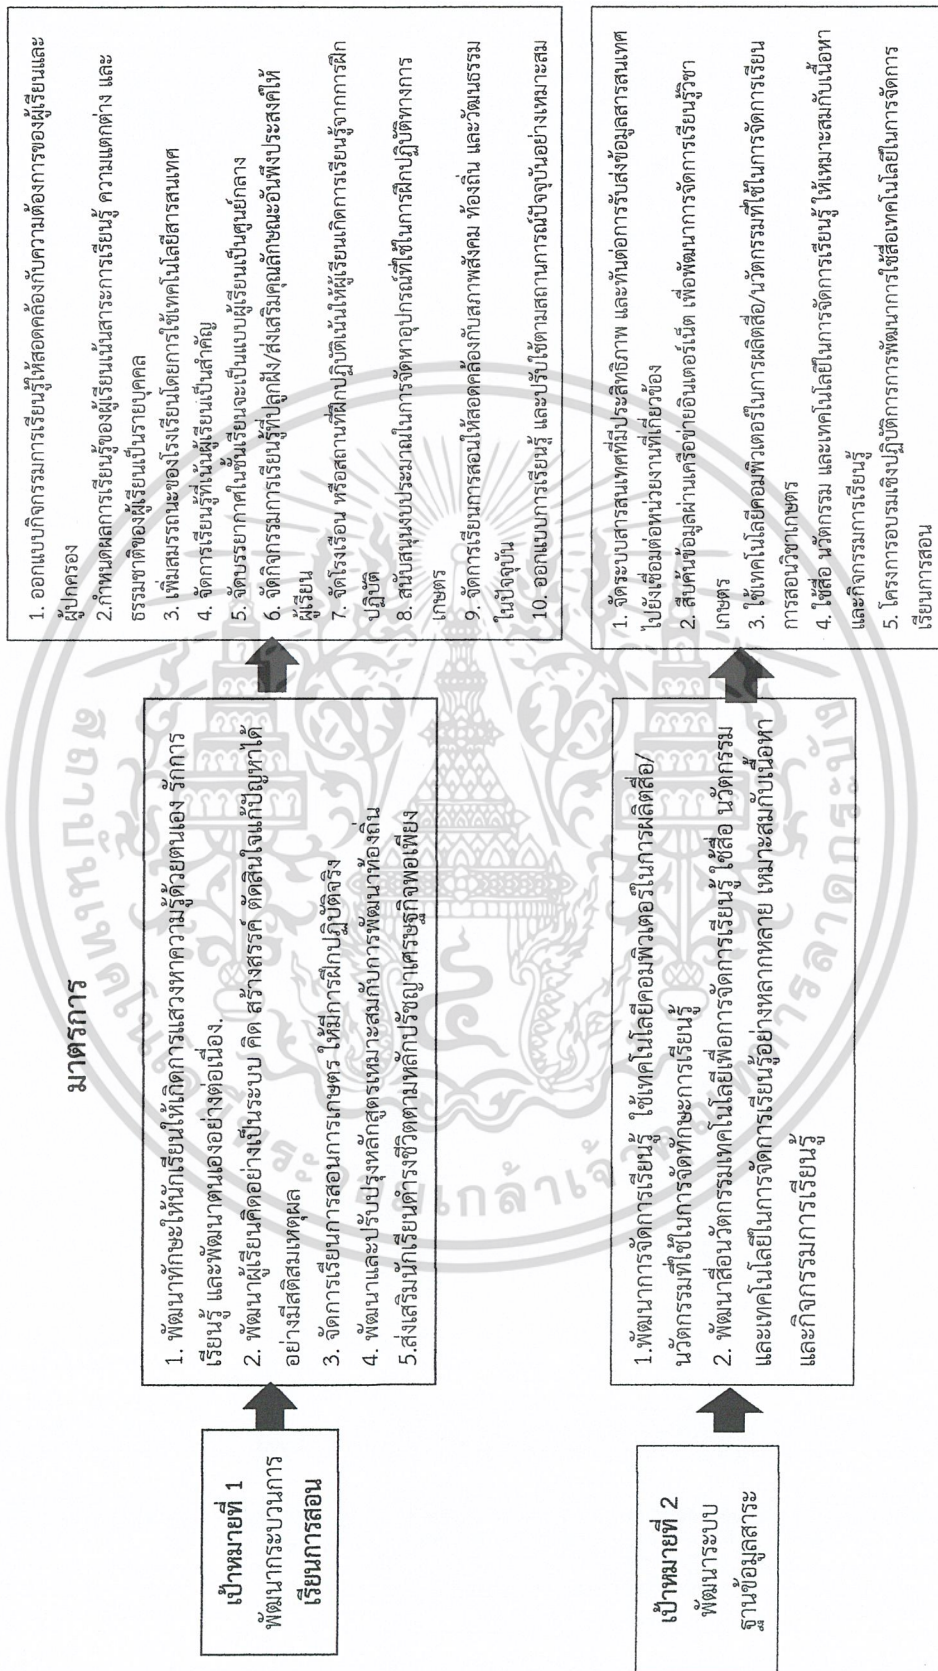 มาตรการ
เป้าหมายที่ 1
พัฒนากระบวนการ
เรียนการสอน
1. พัฒนาทักษะให้นักเรียนให้เกิดการแสวงหาความรู้ด้วยตนเอง รักการ
เรียนรู้ และพัฒนาตนเองอย่างต่อเนื่อง.
2. พัฒนาผู้เรียนคิดอย่างเป็นระบบ คิด สร้างสรรค์ ตัดสินใจแก้ปัญหาได้
อย่างมีสติสมเหตุผล
3. จัดการเรียนการสอนการเกษตร ให้มีการฝึกปฏิบัติจริง
4. พัฒนาและปรับปรุงหลักสูตรเหมาะสมกับการพัฒนาท้องถิ่น
5.ส่งเสริมนักเรียนดำรงชีวิตตามหลักปรัชญาเศรษฐกิจพอเพียง
1. ออกแบบกิจกรรมการเรียนรู้ให้สอดคล้องกับความต้องการของผู้เรียนและ
ผู้ปกครอง
2.กำหนดผลการเรียนรู้ของผู้เรียนเน้นสาระการเรียนรู้ ความแตกต่าง และ
ธรรมชาติของผู้เรียนเป็นรายบุคคล
3. เพิ่มสมรรถนะของโรงเรียนโดยการใช้เทคโนโลยีสารสนเทศ
4. จัดการเรียนรู้ที่เน้นผู้เรียนเป็นสำคัญ
5. จัดบรรยากาศในชั้นเรียนจะเป็นแบบผู้เรียนเป็นศูนย์กลาง
6. จัดกิจกรรมการเรียนรู้ที่ปลูกฝัง/ส่งเสริมคุณลักษณะอันพึงประสงค์ให้
ผู้เรียน
7. จัดโรงเรือน หรือสถานที่ฝึกปฏิบัติเน้นให้ผู้เรียนเกิดการเรียนรู้จากการฝึก
ปฏิบัติ
8. สนับสนุนงบประมาณในการจัดหาอุปกรณ์ที่ใช้ในการฝึกปฏิบัติทางการ
เกษตร
9. จัดการเรียนการสอนให้สอดคล้องกับสภาพสังคม ท้องถิ่น และวัฒนธรรม
ในปัจจุบัน
10. ออกแบบการเรียนรู้ และปรับใช้ตามสถานการณ์ปัจจุบันอย่างเหมาะสม
เป้าหมายที่ 2
พัฒนาระบบ
ฐานข้อมูลสาระ
1.พัฒนาการจัดการเรียนรู้ ใช้เทคโนโลยีคอมพิวเตอร์ในการผลิตสื่อ/
นวัตกรรมที่ใช้ในการจัดทักษะการเรียนรู้
2. พัฒนาสื่อนวัตกรรมเทคโนโลยีเพื่อการจัดการเรียนรู้ ใช้สื่อ นวัตกรรม
และเทคโนโลยีในการจัดการเรียนรู้อย่างหลากหลาย เหมาะสมกับเนื้อหา
และกิจกรรมการเรียนรู้
1. จัดระบบสารสนเทศที่มีประสิทธิภาพ และทันต่อการรับส่งข้อมูลสารสนเทศ
ไปยังเชื่อมต่อหน่วยงานที่เกี่ยวข้อง
2. สืบค้นข้อมูลผ่านเครือข่ายอินเตอร์เน็ต เพื่อพัฒนาการจัดการเรียนรู้วิชา
เกษตร
3. ใช้เทคโนโลยีคอมพิวเตอร์ในการผลิตสื่อ/นวัตกรรมที่ใช้ในการจัดการเรียน
การสอนวิชาเกษตร
4. ใช้สื่อ นวัตกรรม และเทคโนโลยีในการจัดการเรียนรู้ ให้เหมาะสมกับเนื้อหา
และกิจกรรมการเรียนรู้
5. โครงการอบรมเชิงปฏิบัติการการพัฒนาการใช้สื่อเทคโนโลยีในการจัดการ
เรียนการสอน
สถาบันเทคโนโลยีพระจอมเกล้าเจ้าคุณทหารลาดกระบัง